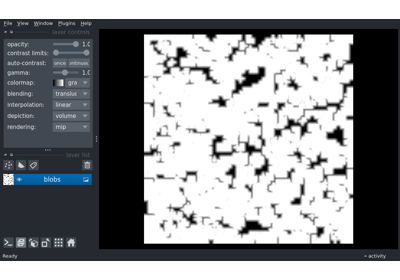 File View Window Plugins Help
layer controls
opacity: 1.0
contrast limits:
auto-contrast: once
gamma: 1.0
colormap: gra
blending: translu
interpolation: linear
depiction: volume
rendering: mip
layer list
blobs
Ready activity